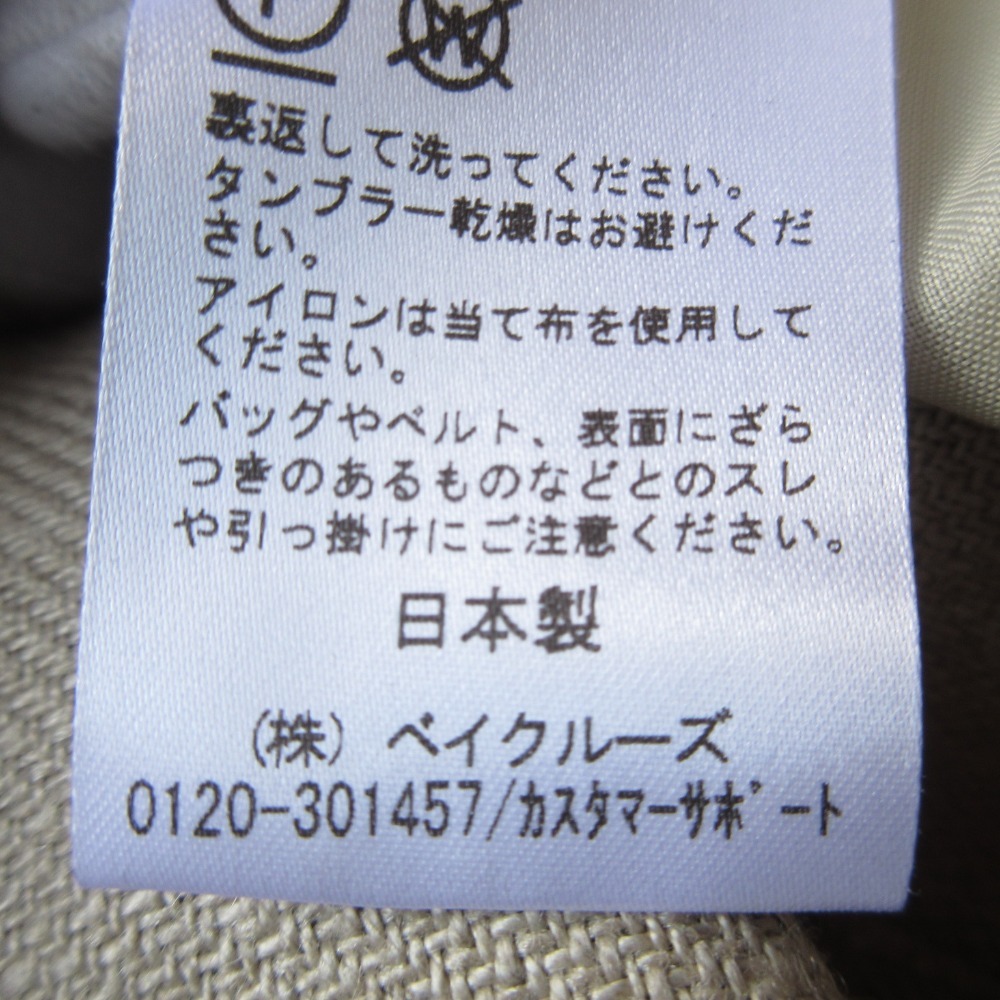 裏返して洗ってください。
タンブラー乾燥はお避けくだ
さい。
アイロンは当て布を使用して
ください。
バッグやベルト、表面にざら
つきのあるものなどとのスレ
や引っ掛けにご注意ください。
日本製
(株) ベイクルーズ
0120-301457/ｶｽﾀﾏｰｻﾎﾟｰﾄ